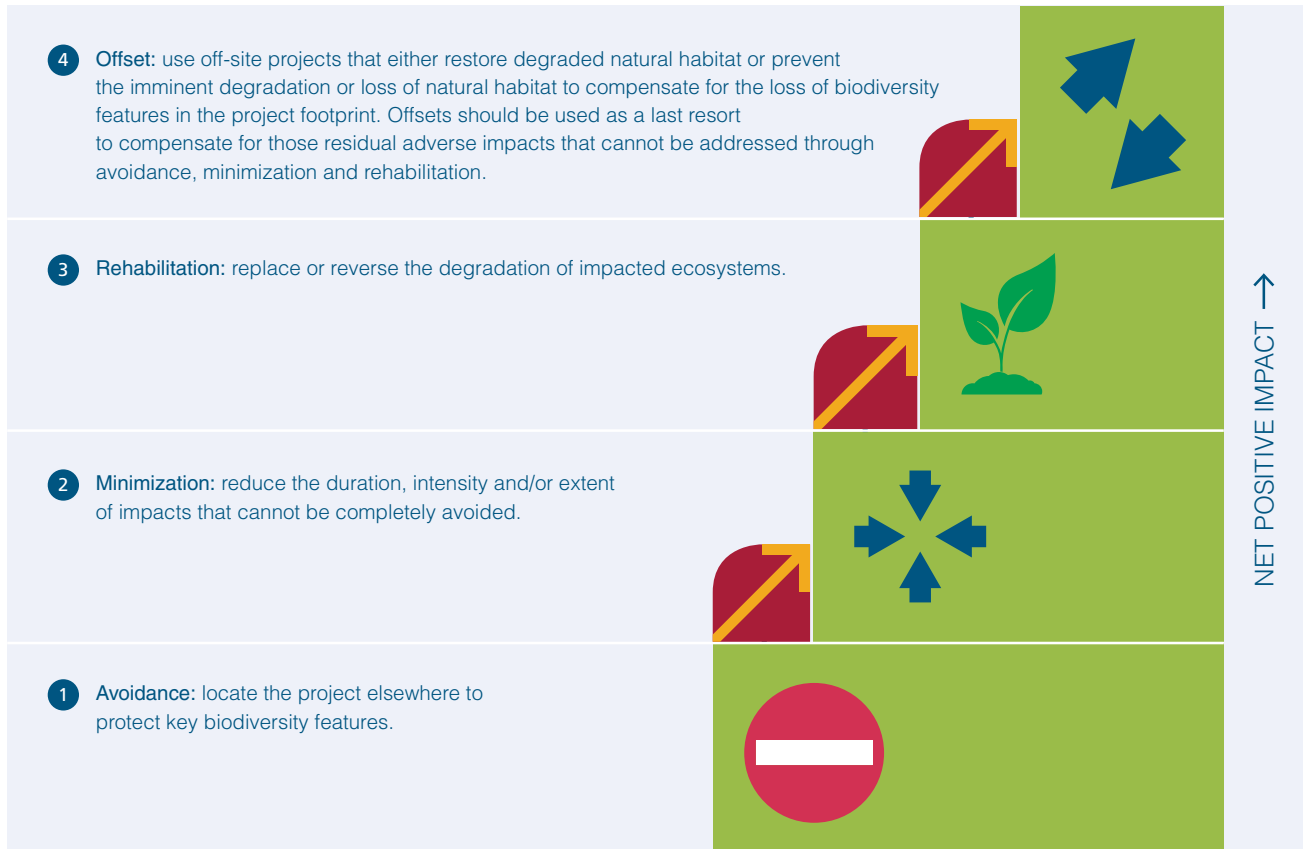 4 Offset: use off-site projects that either restore degraded natural habitat or prevent
the imminent degradation or loss of natural habitat to compensate for the loss of biodiversity
features in the project footprint. Offsets should be used as a last resort
to compensate for those residual adverse impacts that cannot be addressed through
avoidance, minimization and rehabilitation.
3 Rehabilitation: replace or reverse the degradation of impacted ecosystems.
2 Minimization: reduce the duration, intensity and/or extent
of impacts that cannot be completely avoided.
1 Avoidance: locate the project elsewhere to
protect key biodiversity features.
NET POSITIVE IMPACT →